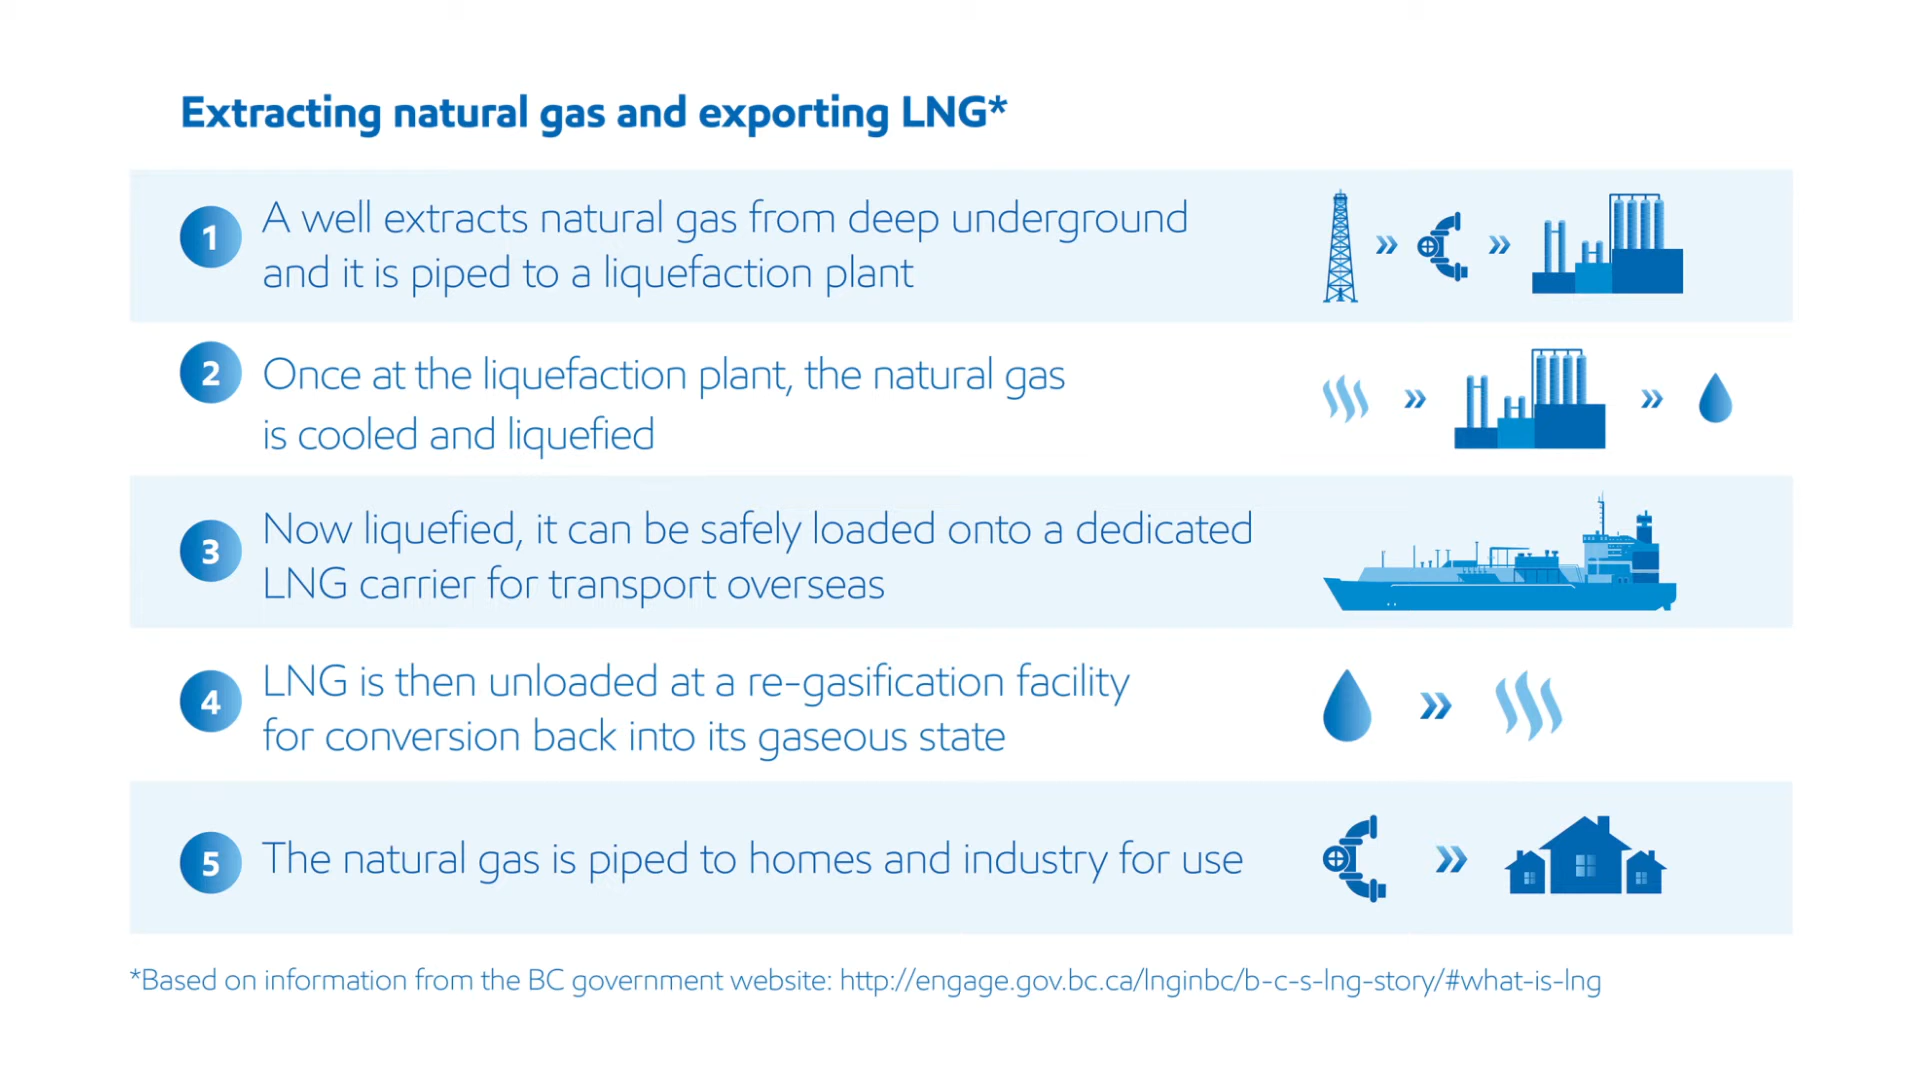 Extracting natural gas and exporting LNG*
1
A well extracts natural gas from deep underground
and it is piped to a liquefaction plant
2
Once at the liquefaction plant, the natural gas
is cooled and liquefied
3
Now liquefied, it can be safely loaded onto a dedicated
LNG carrier for transport overseas
4
LNG is then unloaded at a re-gasification facility
for conversion back into its gaseous state
5
The natural gas is piped to homes and industry for use
*Based on information from the BC government website: http://engage.gov.bc.ca/lnginbc/b-c-s-lng-story/#what-is-lng